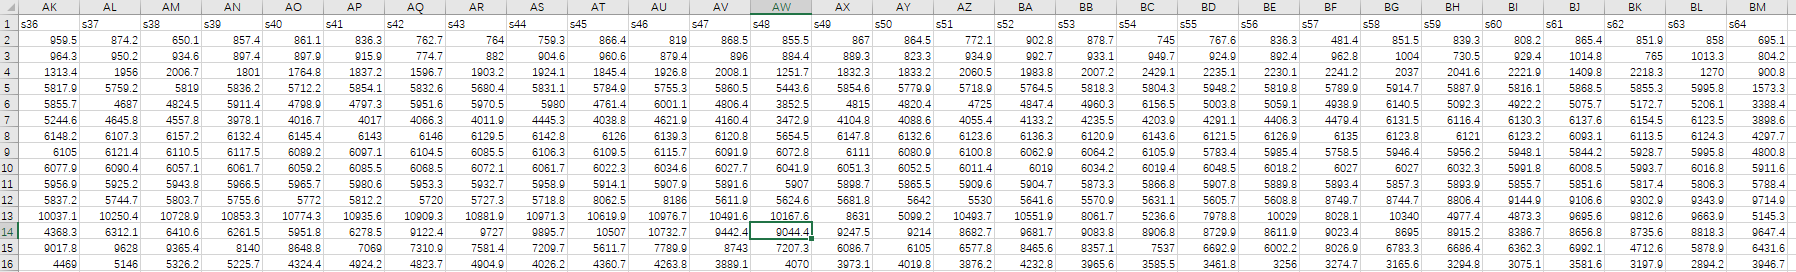 AK AL AM AN AO AP AQ AR AS AT AU AV AW AX AY AZ BA BB BC BD BE BF BG BH BI BJ BK BL BM
1 s36 s37 s38 s39 s40 s41 s42 s43 s44 s45 s46 s47 s48 s49 s50 s51 s52 s53 s54 s55 s56 s57 s58 s59 s60 s61 s62 s63 s64
2 959.5 874.2 650.1 857.4 861.1 836.3 762.7 764 759.3 866.4 819 868.5 855.5 867 864.5 772.1 902.8 878.7 745 767.6 836.3 481.4 851.5 839.3 808.2 865.4 851.9 858 695.1
3 964.3 950.2 934.6 897.4 897.9 915.9 774.7 882 904.6 960.6 879.4 896 884.4 889.3 823.3 934.9 992.7 933.1 949.7 924.9 892.4 962.8 1004 730.5 929.4 1014.8 765 1013.3 804.2
4 1313.4 1956 2006.7 1801 1764.8 1837.2 1596.7 1903.2 1924.1 1845.4 1926.8 2008.1 1251.7 1832.3 1833.2 2060.5 1983.8 2007.2 2429.1 2235.1 2230.1 2241.2 2037 2041.6 2221.9 1409.8 2218.3 1270 900.8
5 5817.9 5759.2 5819 5836.2 5712.2 5854.1 5832.6 5680.4 5831.1 5784.9 5755.3 5860.5 5443.6 5854.6 5779.9 5718.9 5764.5 5818.3 5804.3 5948.2 5819.8 5789.9 5914.7 5887.9 5816.1 5868.5 5855.3 5995.8 1573.3
6 5855.7 4687 4824.5 5911.4 4798.9 4797.3 5951.6 5970.5 5980 4761.4 6001.1 4806.4 3852.5 4815 4820.4 4725 4847.4 4960.3 6156.5 5003.8 5059.1 4938.9 6140.5 5092.3 4922.2 5075.7 5172.7 5206.1 3388.4
7 5244.6 4645.8 4557.8 3978.1 4016.7 4017 4066.3 4011.9 4445.3 4038.8 4621.9 4160.4 3472.9 4104.8 4088.6 4055.4 4133.2 4235.5 4203.9 4291.1 4406.3 4479.4 6131.5 6116.4 6130.3 6137.6 6154.5 6123.5 3898.6
8 6148.2 6107.3 6157.2 6132.4 6145.4 6143 6146 6129.5 6142.8 6126 6139.3 6120.8 5654.5 6147.8 6132.6 6123.6 6136.3 6120.9 6143.6 6121.5 6126.9 6135 6123.8 6121 6123.2 6093.1 6113.5 6124.3 4297.7
9 6105 6121.4 6110.5 6117.5 6089.2 6097.1 6104.5 6085.5 6106.3 6109.5 6115.7 6091.9 6072.8 6111 6080.9 6100.8 6062.9 6064.2 6105.9 5783.4 5985.4 5758.5 5946.4 5956.2 5948.1 5844.2 5928.7 5995.8 4800.8
10 6077.9 6090.4 6057.1 6061.7 6059.2 6085.5 6068.5 6072.1 6061.7 6022.3 6034.6 6027.7 6041.9 6051.3 6052.5 6011.4 6019 6034.2 6019.4 6048.5 6018.2 6027 6027 6032.3 5991.8 6008.5 5993.7 6016.8 5911.6
11 5956.9 5925.2 5943.8 5966.5 5965.7 5980.6 5953.3 5932.7 5958.9 5914.1 5907.9 5891.6 5907 5898.7 5865.5 5909.6 5904.7 5873.3 5866.8 5907.8 5889.8 5893.4 5857.3 5893.9 5855.7 5851.6 5817.4 5806.3 5788.4
12 5837.2 5744.7 5803.7 5755.6 5772 5812.2 5720 5727.3 5718.8 8062.5 8186 5611.9 5624.6 5681.8 5642 5530 5641.6 5570.9 5631.1 5605.7 5608.8 8749.7 8744.7 8806.4 9144.9 9106.6 9302.9 9343.9 9714.9
13 10037.1 10250.4 10728.9 10853.3 10774.3 10935.6 10909.3 10881.9 10971.3 10619.9 10976.7 10491.6 10167.6 8631 5099.2 10493.7 10551.9 8061.7 5236.6 7978.8 10029 8028.1 10340 4977.4 4873.3 9695.6 9812.6 9663.9 5145.3
14 4368.3 6312.1 6410.6 6261.5 5951.8 6278.5 9122.4 9727 9895.7 10507 10732.7 9442.4 9044.4 9247.5 9214 8682.7 9681.7 9083.8 8906.8 8729.9 8611.9 9023.4 8695 8915.2 8386.7 8356.8 8735.6 8818.3 9647.4
15 9017.8 9628 9365.4 8140 8648.8 7069 7310.9 7581.4 7209.7 5611.7 7789.9 8743 7207.3 6086.7 6105 6577.8 8465.6 8357.1 7537 6692.9 6002.2 8026.9 6783.3 6686.4 6362.3 6992.1 4712.6 5878.9 6431.6
16 4469 5146 5326.2 5225.7 4324.4 4924.2 4823.7 4904.9 4026.2 4360.7 4263.8 3889.1 4070 3973.1 4019.8 3876.2 4232.8 3965.6 3585.5 3461.8 3256 3274.7 3165.6 3294.8 3075.1 3581.6 3197.9 2894.2 3946.7